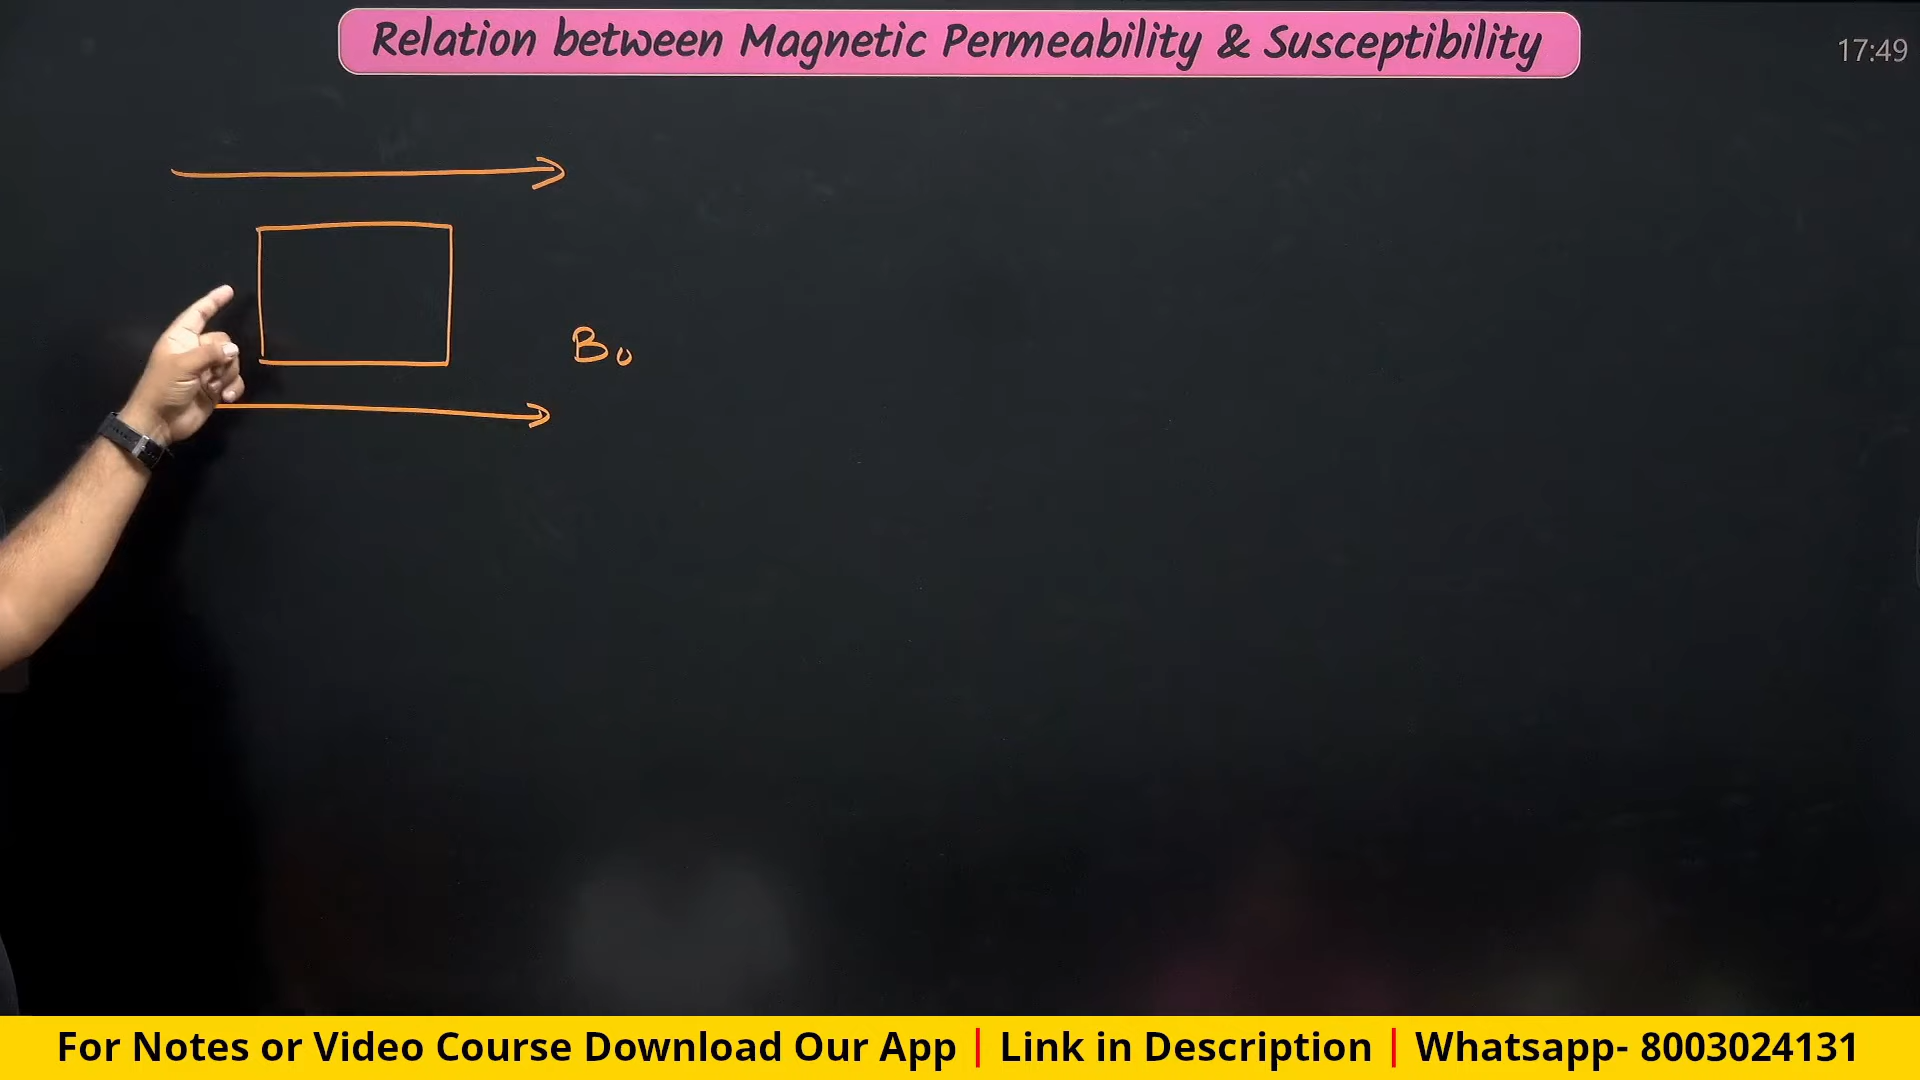 Relation between Magnetic Permeability & Susceptibility
17:49
B₀
For Notes or Video Course Download Our App | Link in Description | Whatsapp- 8003024131